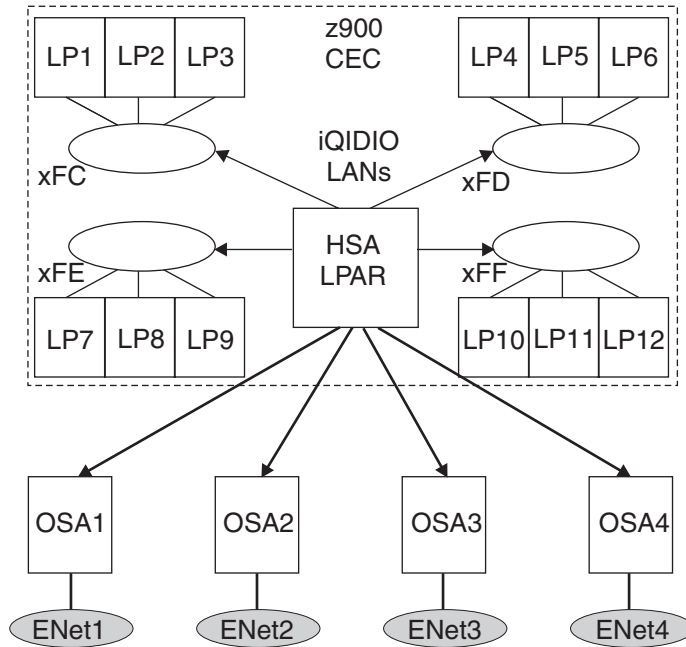 LP1 LP2 LP3
z900
CEC
LP4 LP5 LP6
iQIDIO
LANs
xFC
xFD
HSA
LPAR
xFE
xFF
LP7 LP8 LP9
LP10 LP11 LP12
OSA1 OSA2 OSA3 OSA4
ENet1 ENet2 ENet3 ENet4